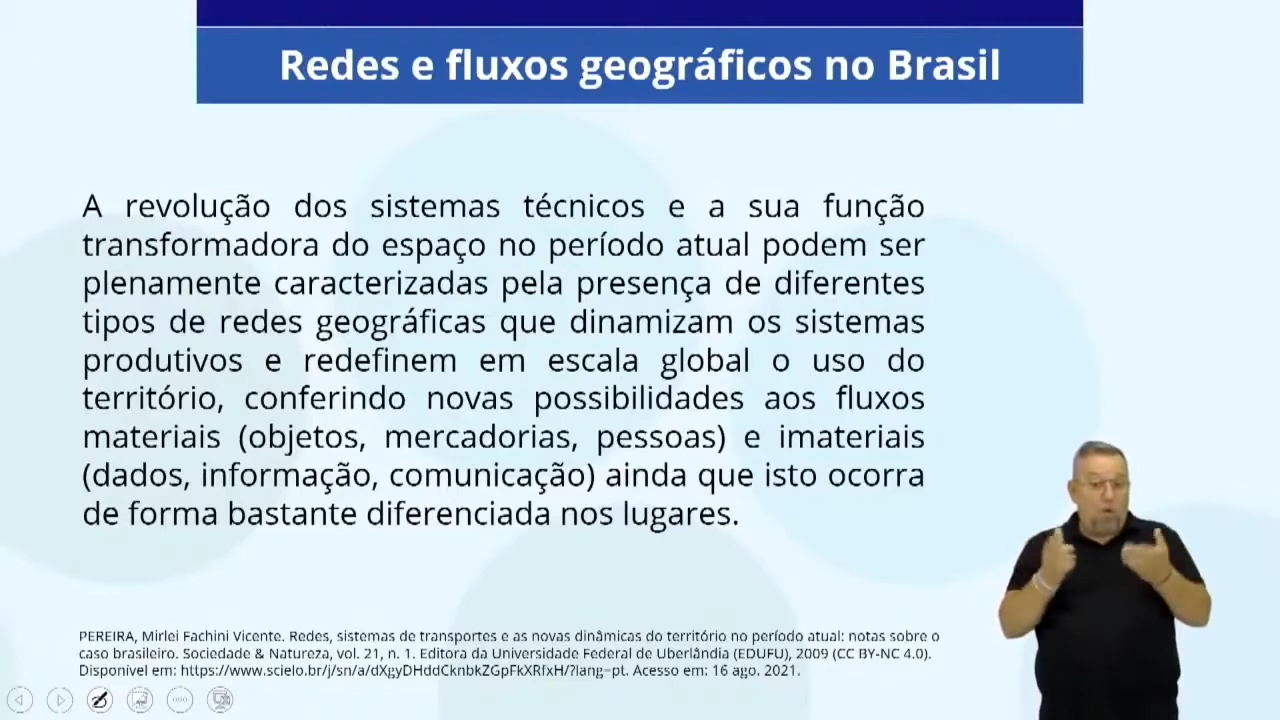 Redes e fluxos geográficos no Brasil
A revolução dos sistemas técnicos e a sua função
transformadora do espaço no período atual podem ser
plenamente caracterizadas pela presença de diferentes
tipos de redes geográficas que dinamizam os sistemas
produtivos e redefinem em escala global o uso do
território, conferindo novas possibilidades aos fluxos
materiais (objetos, mercadorias, pessoas) e imateriais
(dados, informação, comunicação) ainda que isto ocorra
de forma bastante diferenciada nos lugares.
PEREIRA, Mirlei Fachini Vicente. Redes, sistemas de transportes e as novas dinâmicas do território no período atual: notas sobre o
caso brasileiro. Sociedade & Natureza, vol. 21, n. 1. Editora da Universidade Federal de Uberlândia (EDUFU), 2009 (CC BY-NC 4.0).
Disponível em: https://www.scielo.br/j/sn/a/dXgyDHddCknbkZGpFkXRfxH/?lang=pt. Acesso em: 16 ago. 2021.